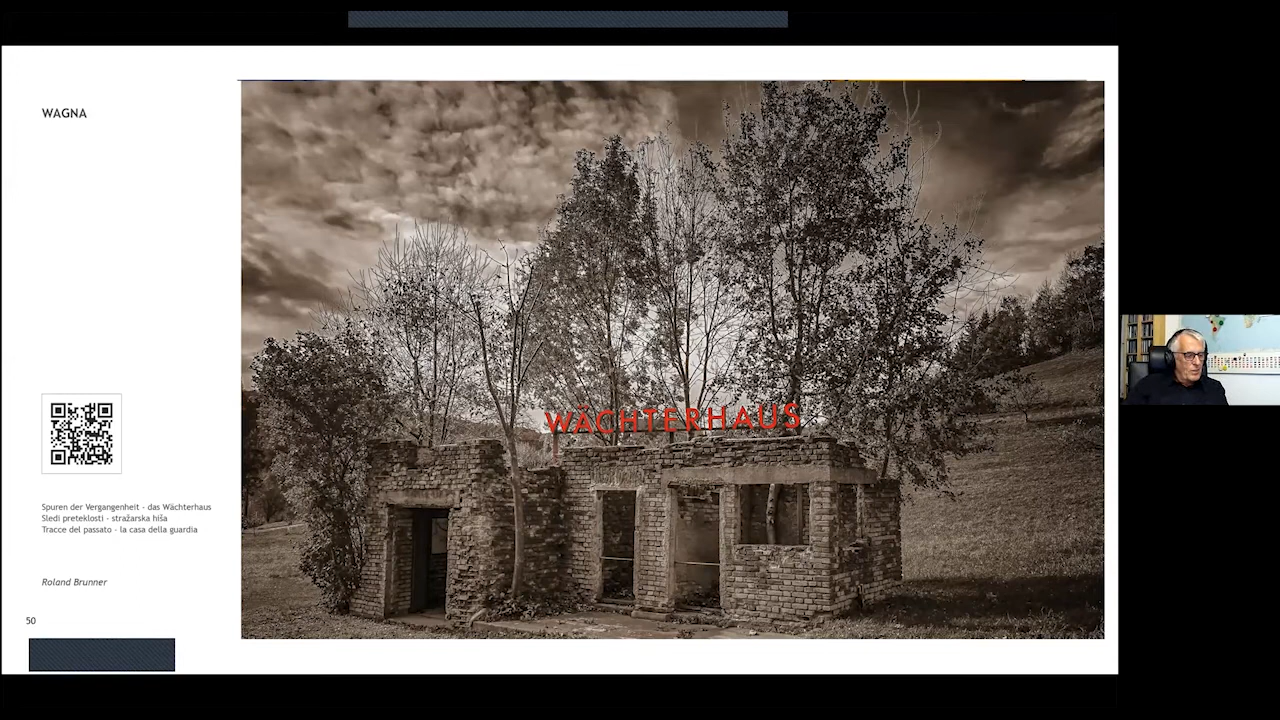 WAGNA
WÄCHTERHAUS
Spuren der Vergangenheit - das Wächterhaus
Sledi preteklosti - stražarska hiša
Tracce del passato - la casa della guardia
Roland Brunner
50